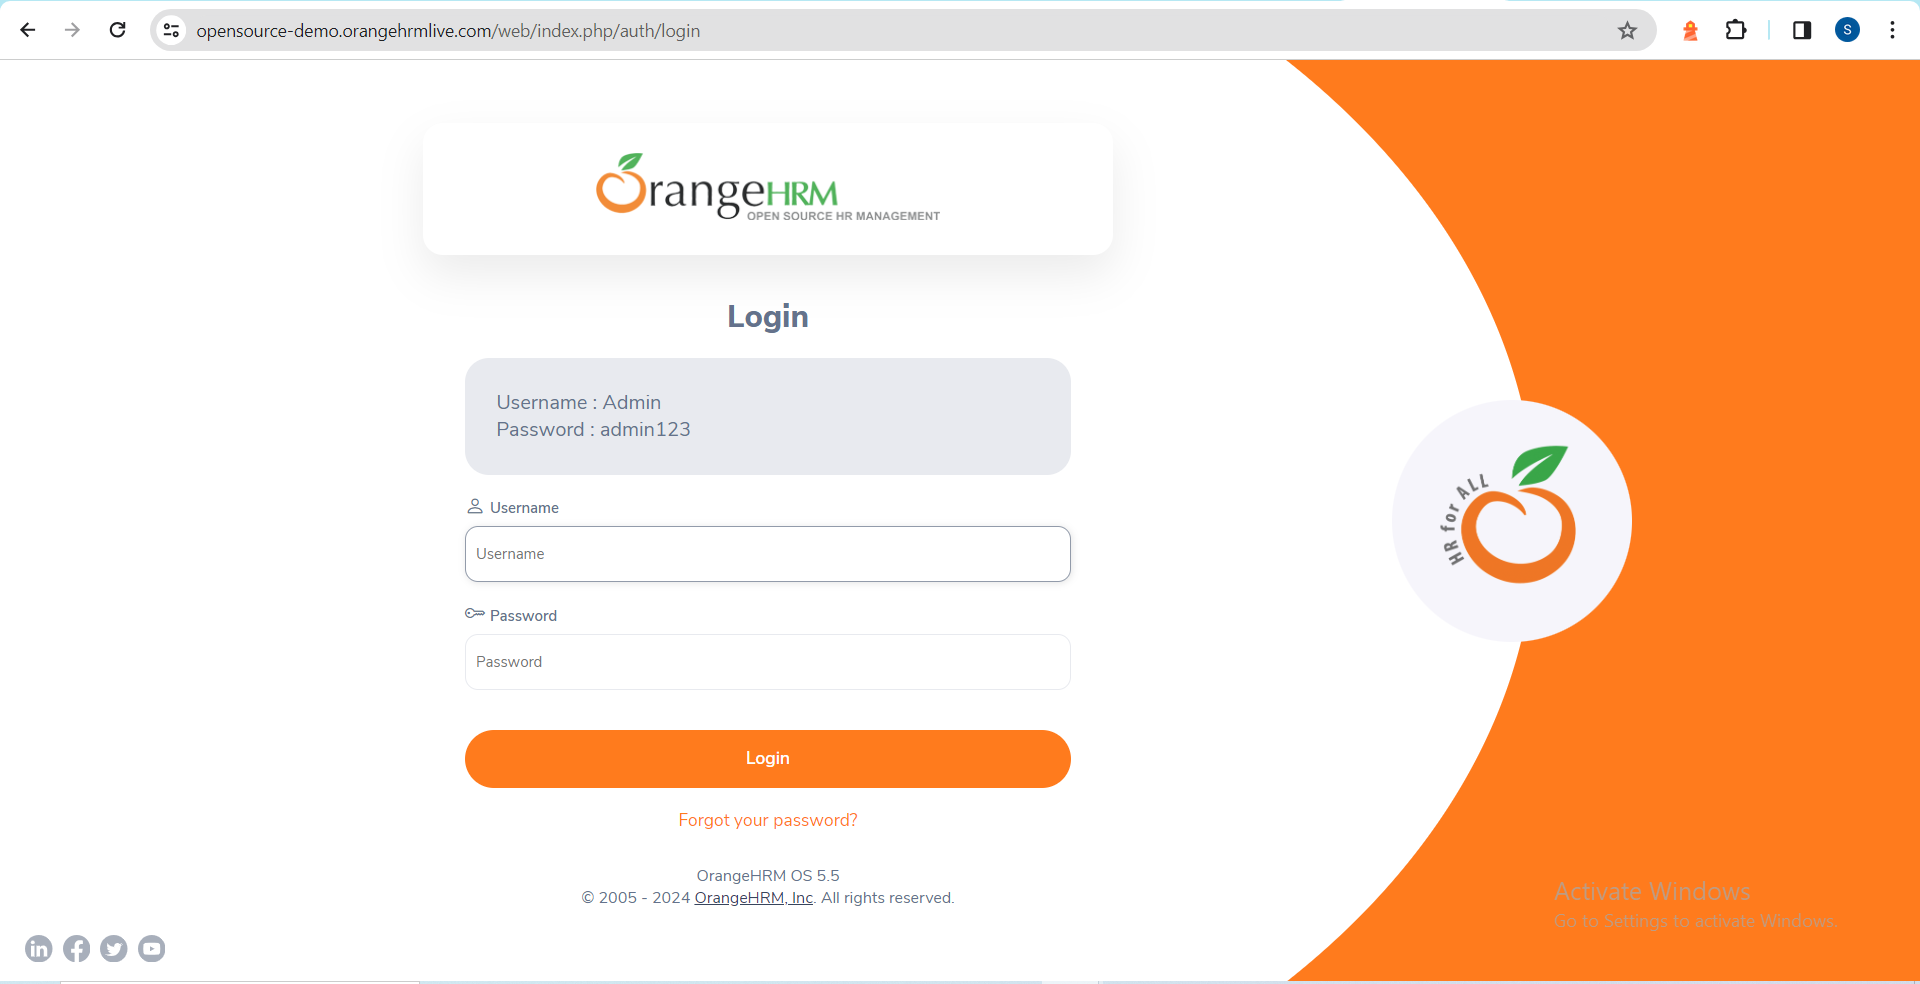 opensource-demo.orangehrmlive.com/web/index.php/auth/login
S
OrangeHRM
OPEN SOURCE HR MANAGEMENT
Login
Username : Admin
Password : admin123
Username
Username
Password
Password
Login
Forgot your password?
OrangeHRM OS 5.5
© 2005 - 2024 OrangeHRM, Inc. All rights reserved.
HR for ALL
Activate Windows
Go to Settings to activate Windows.
in